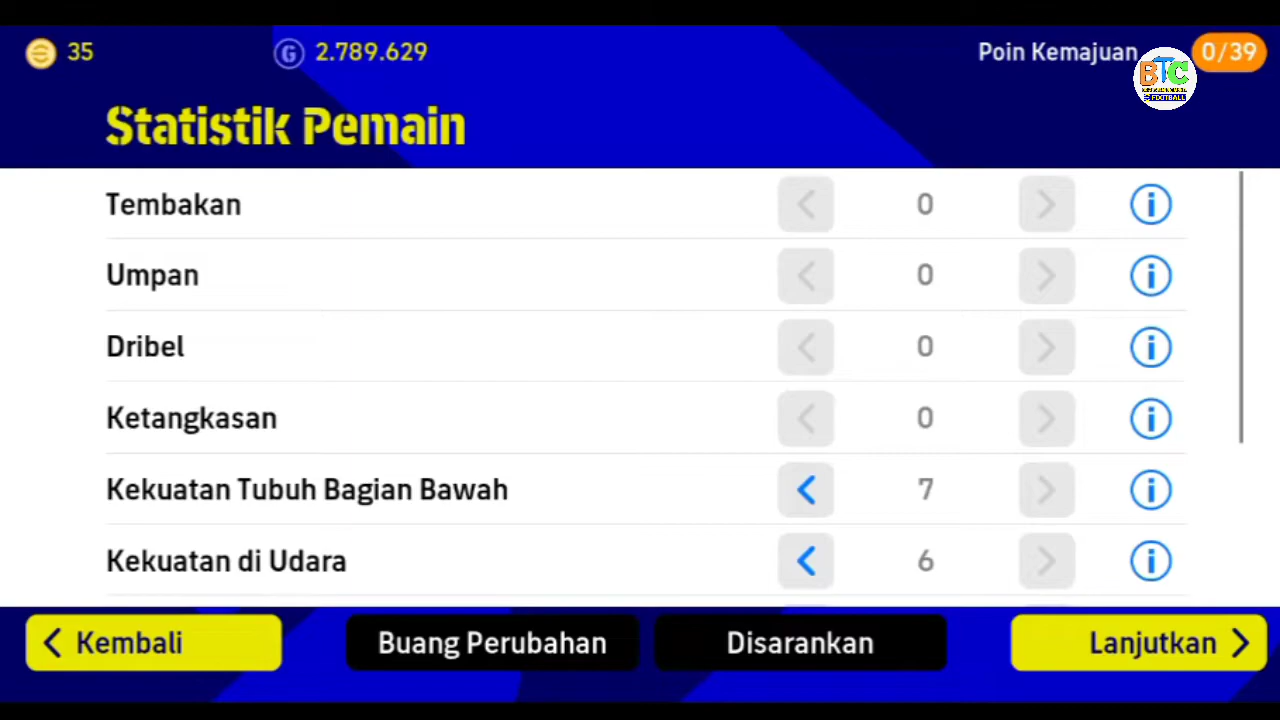 35
G 2.789.629
Poin Kemajuan 0/39
BTC
FOOTBALL
Statistik Pemain
Tembakan 0
Umpan 0
Dribel 0
Ketangkasan 0
Kekuatan Tubuh Bagian Bawah 7
Kekuatan di Udara 6
Kembali
Buang Perubahan
Disarankan
Lanjutkan